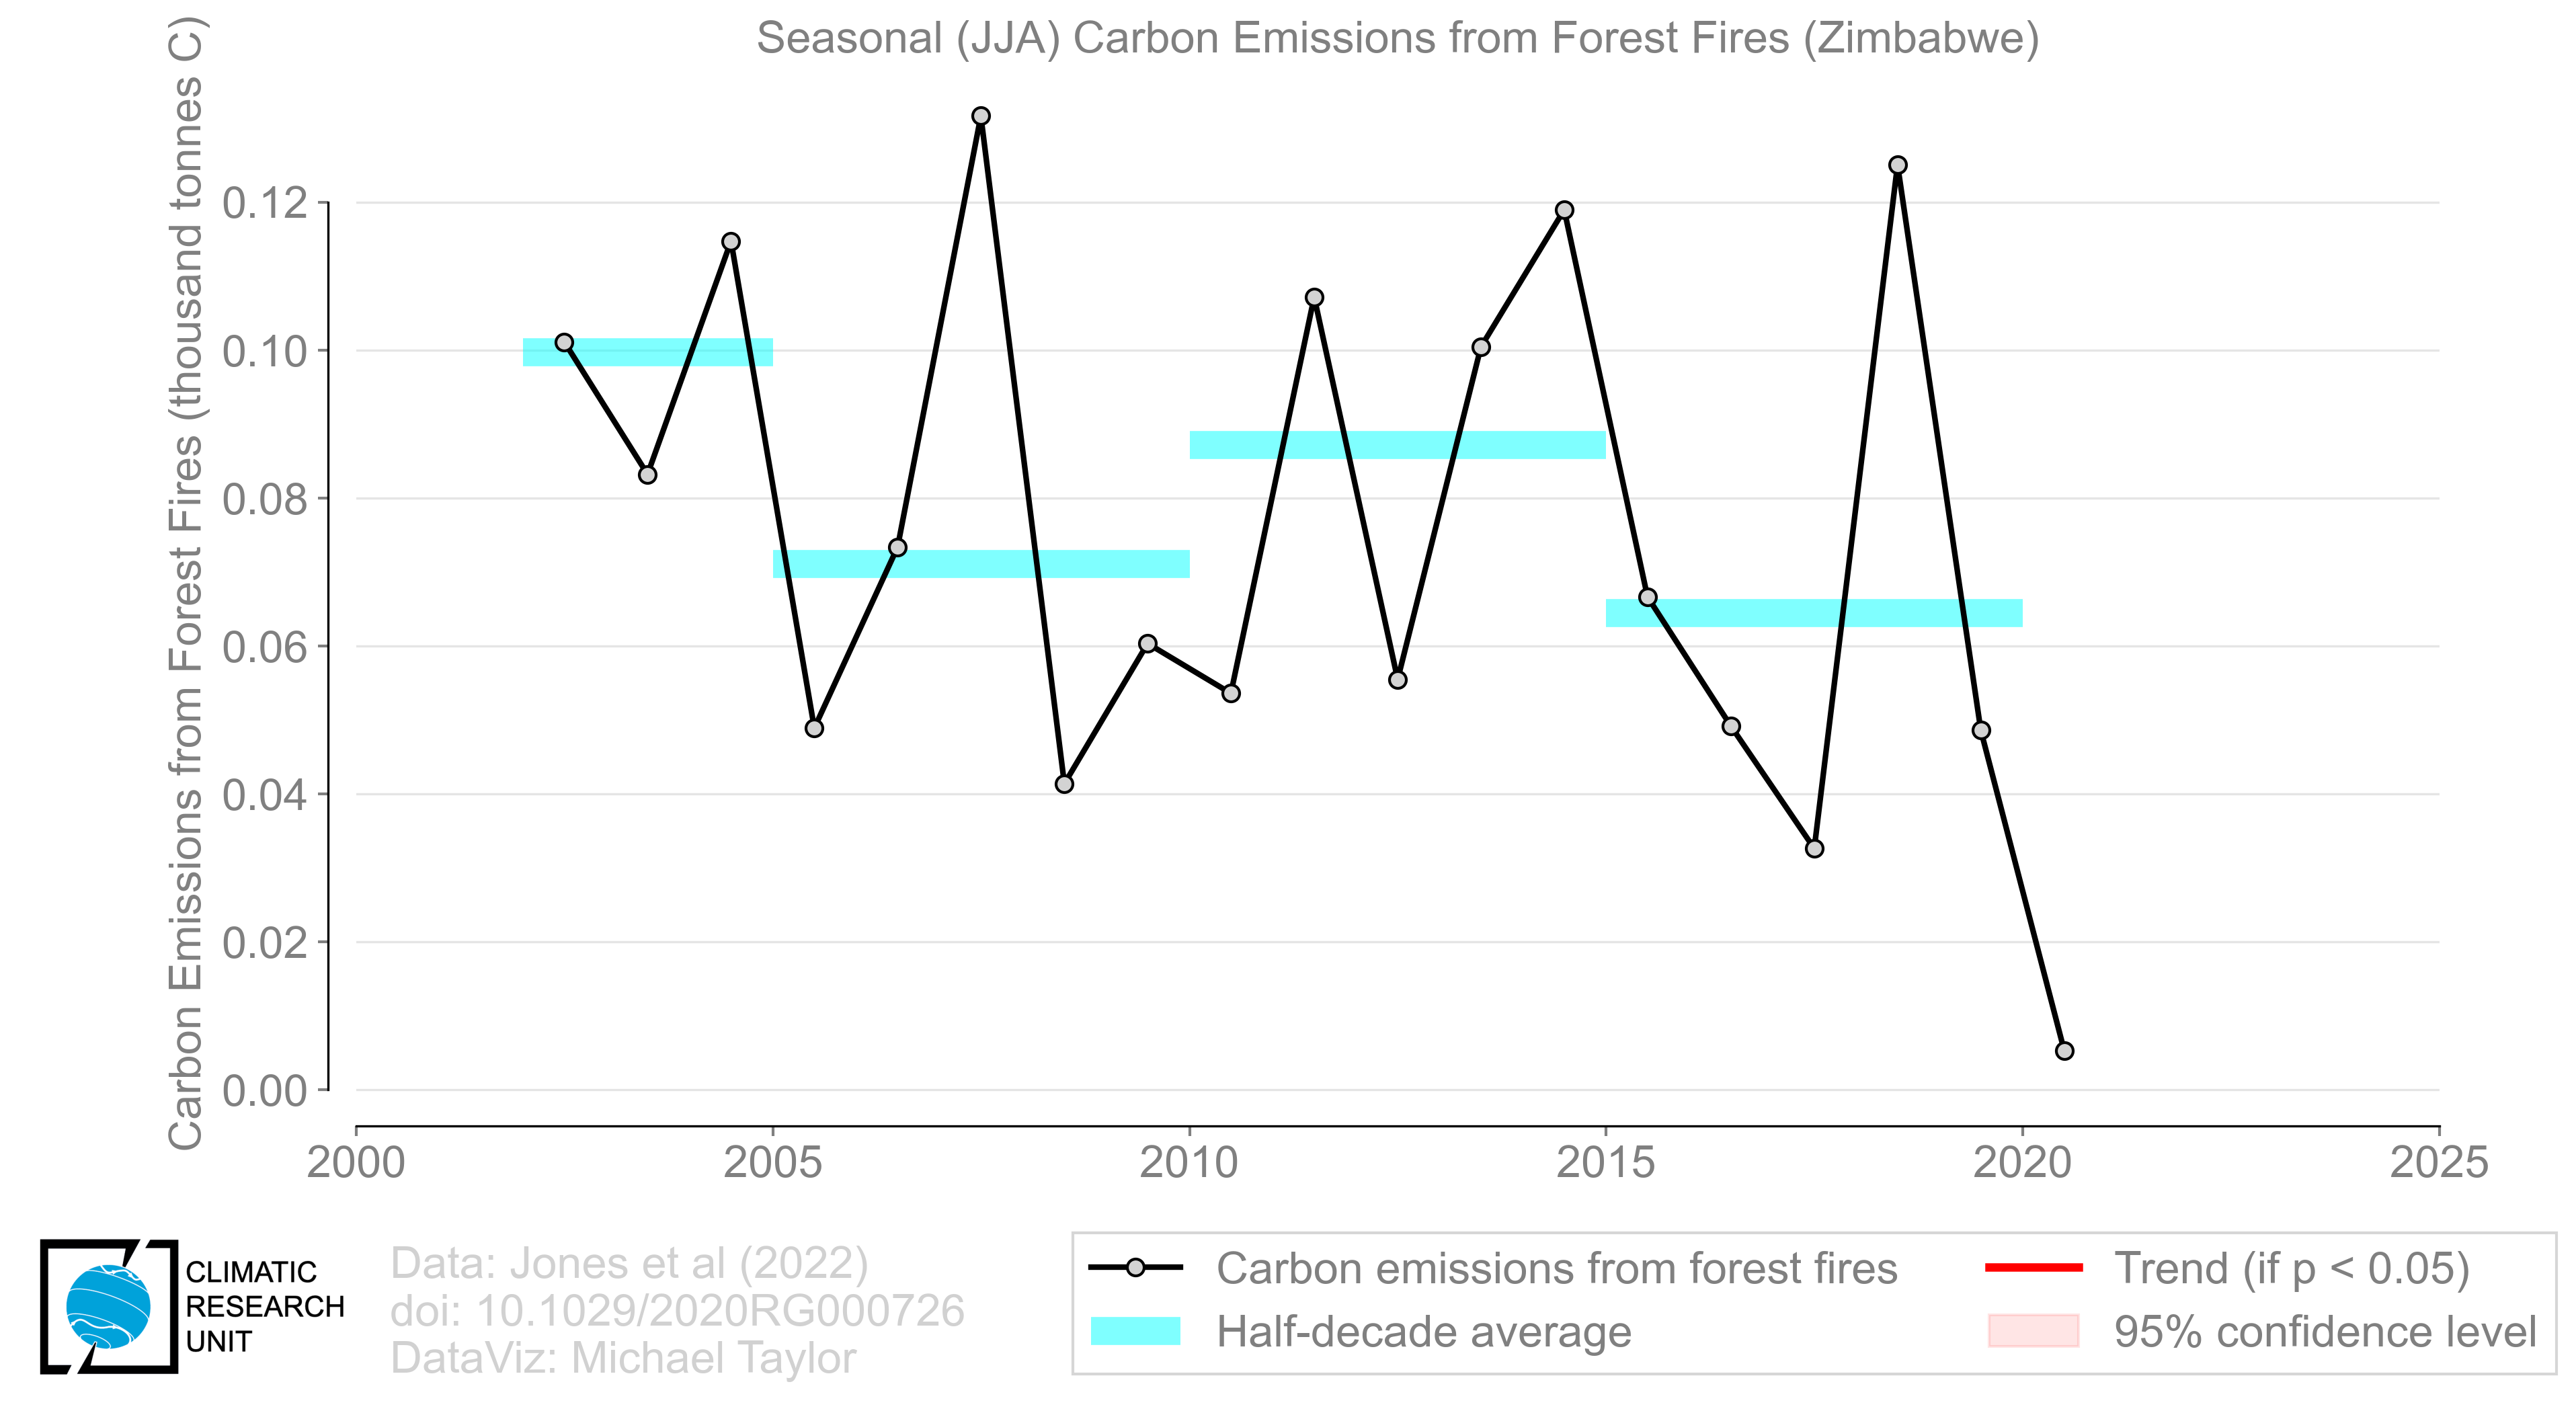 Seasonal (JJA) Carbon Emissions from Forest Fires (Zimbabwe)
Carbon Emissions from Forest Fires (thousand tonnes C)
0.12
0.10
0.08
0.06
0.04
0.02
0.00
2000 2005 2010 2015 2020 2025
CLIMATIC
RESEARCH
UNIT
Data: Jones et al (2022)
doi: 10.1029/2020RG000726
DataViz: Michael Taylor
Carbon emissions from forest fires
Half-decade average
Trend (if p < 0.05)
95% confidence level